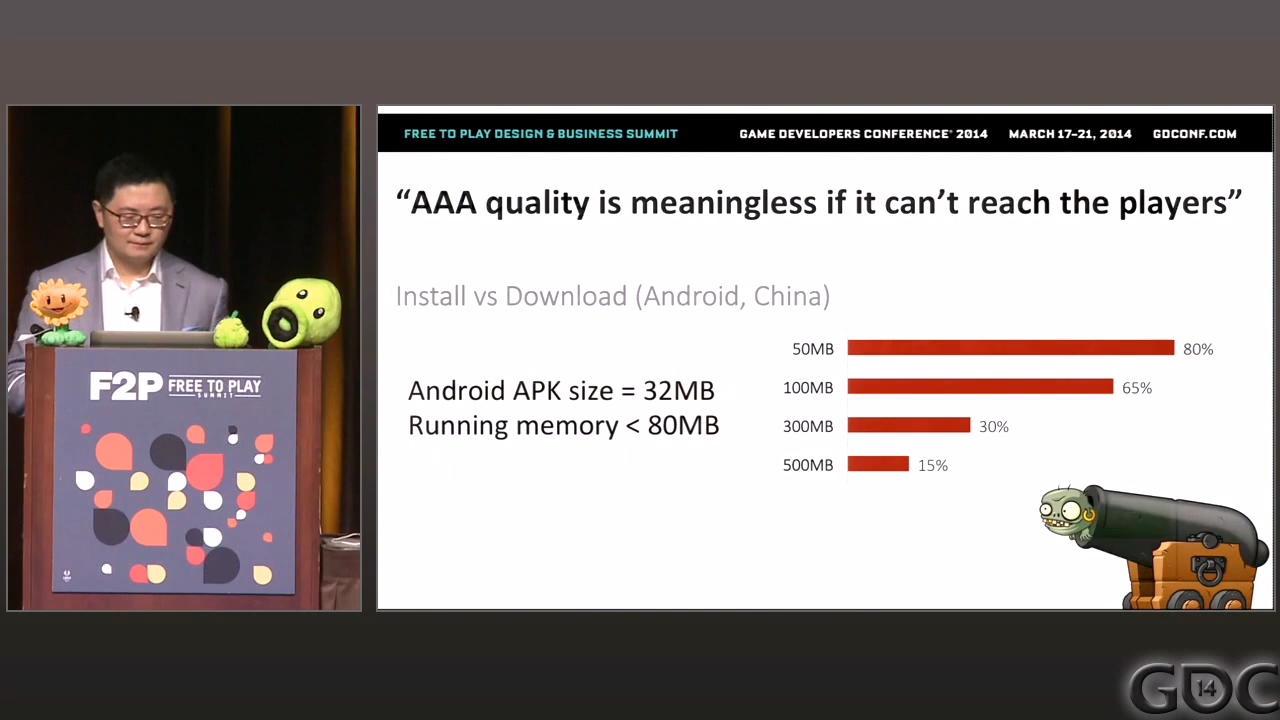 FREE TO PLAY DESIGN & BUSINESS SUMMIT GAME DEVELOPERS CONFERENCE® 2014 MARCH 17–21, 2014 GDCONF.COM
“AAA quality is meaningless if it can’t reach the players”
Install vs Download (Android, China)
Android APK size = 32MB
Running memory < 80MB
50MB 80%
100MB 65%
300MB 30%
500MB 15%
F2P FREE TO PLAY
SUMMIT
GDC
14